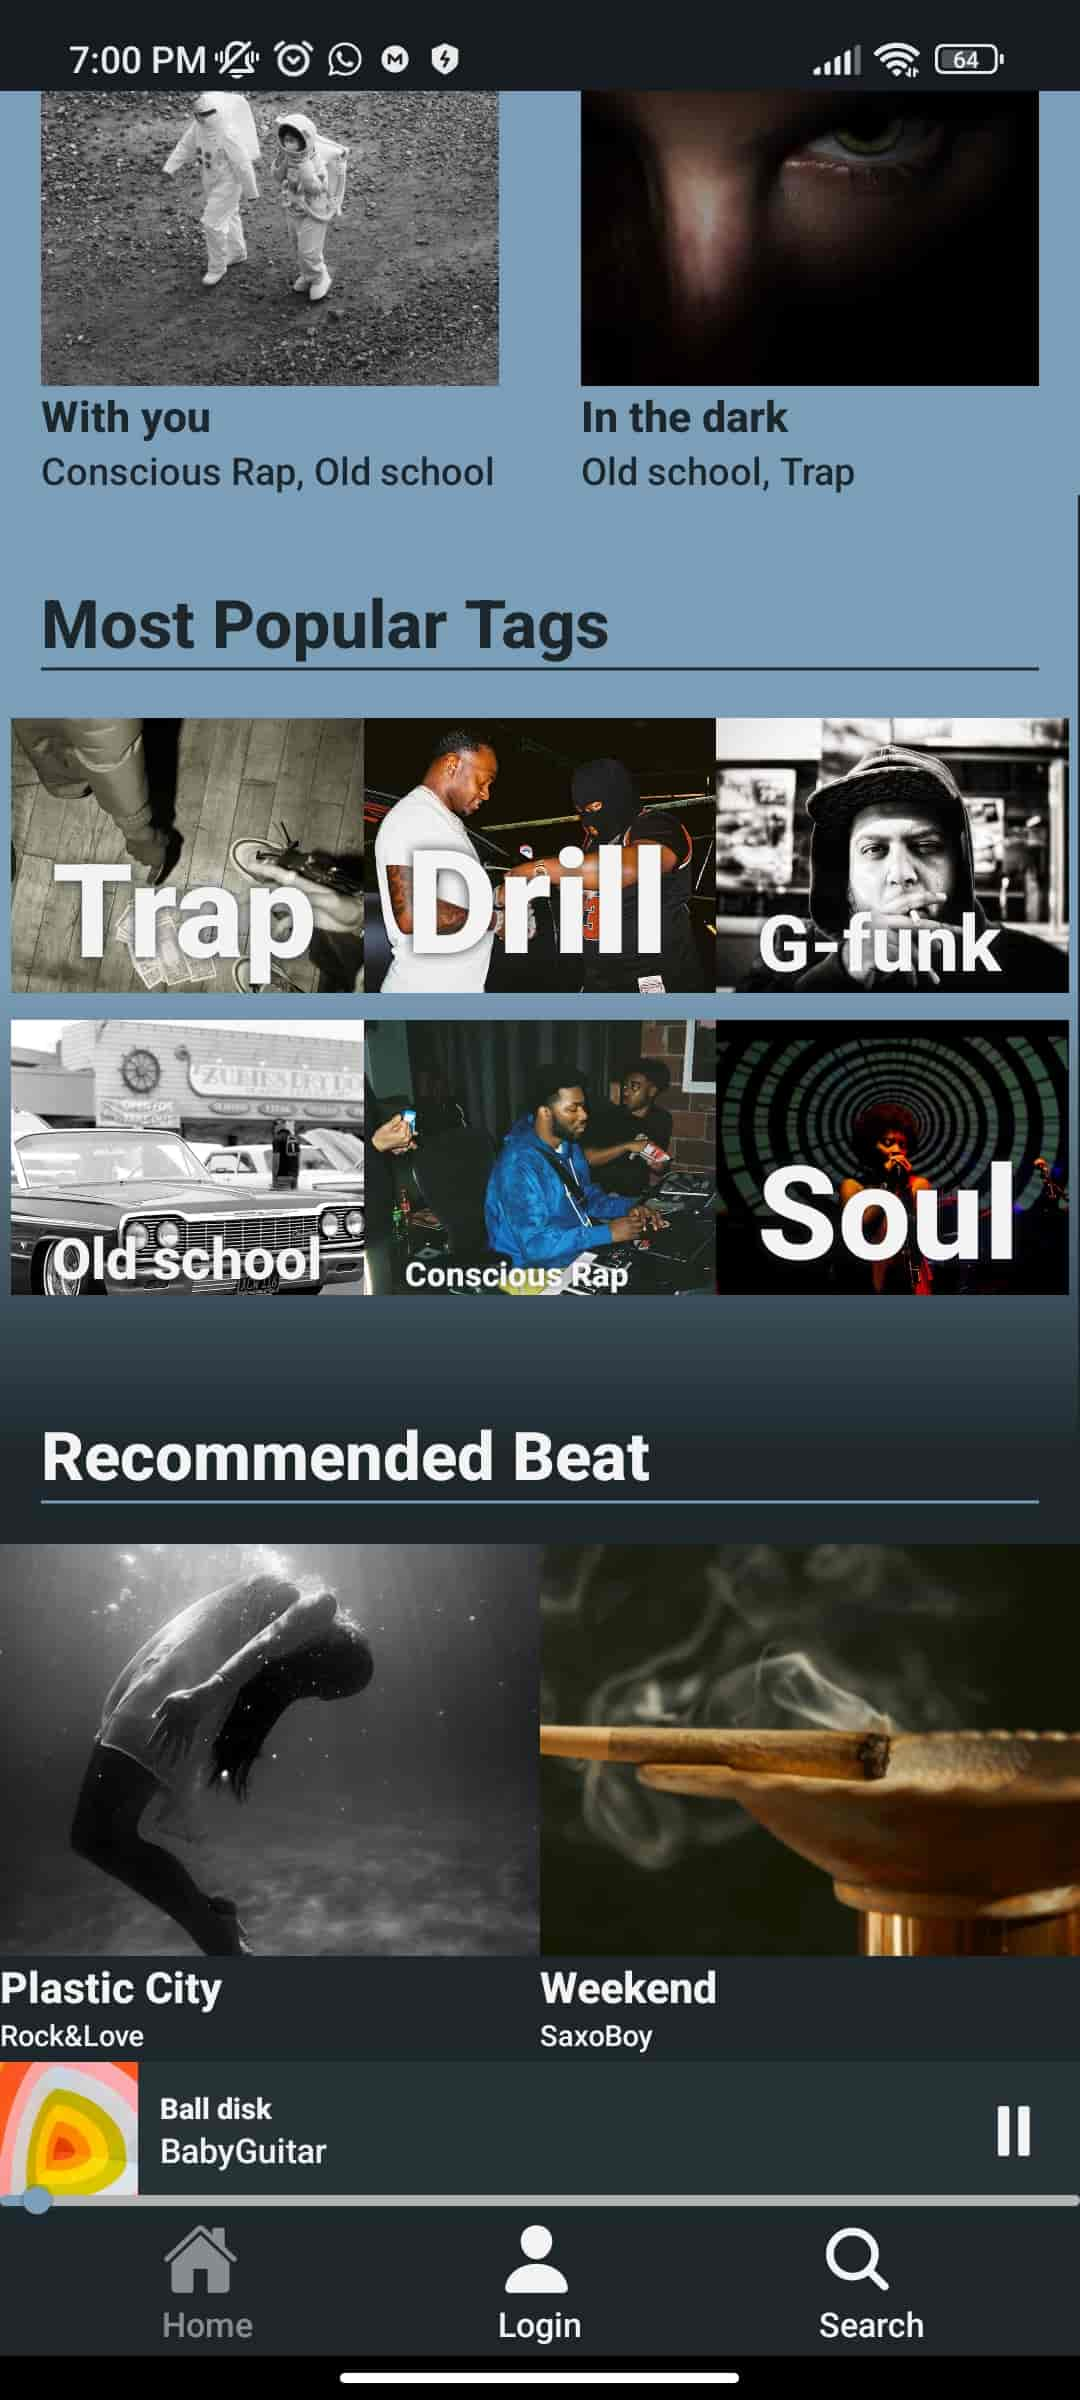 7:00 PM
64
With you
Conscious Rap, Old school
In the dark
Old school, Trap
Most Popular Tags
Trap
Drill
G-funk
Old school
Conscious Rap
Soul
Recommended Beat
Plastic City
Rock&Love
Weekend
SaxoBoy
Ball disk
BabyGuitar
Home
Login
Search